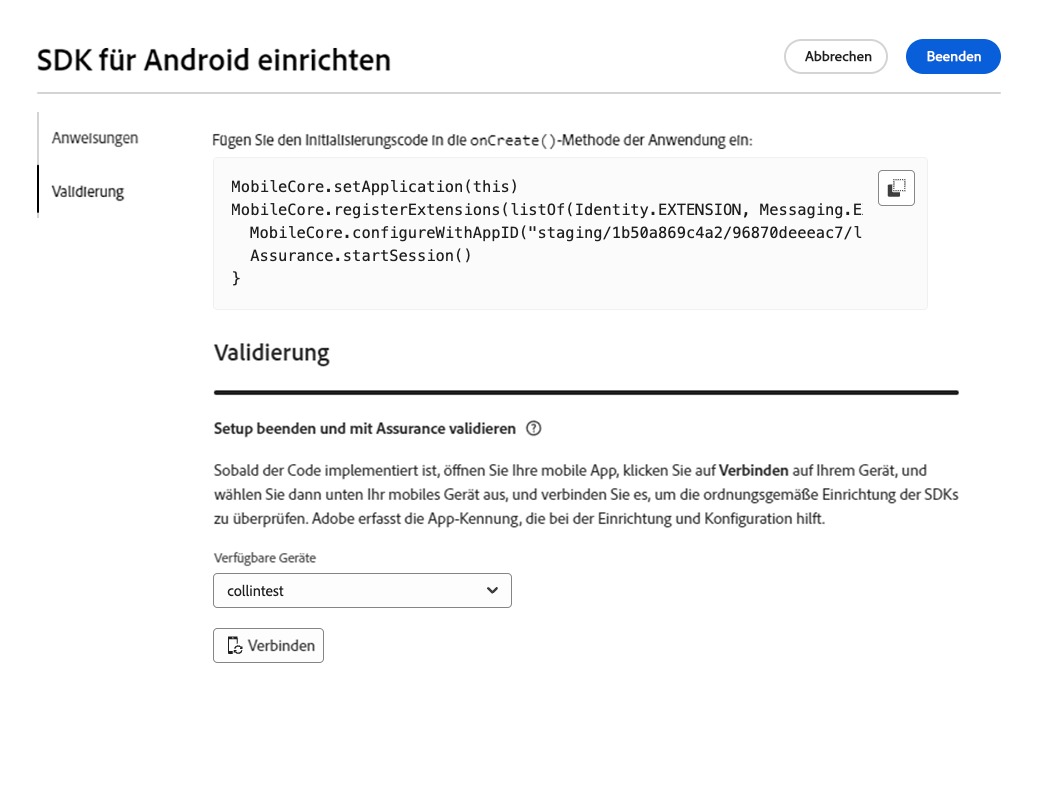 SDK für Android einrichten
Abbrechen
Beenden
Anweisungen
Validierung
Fügen Sie den Initialisierungscode in die onCreate()-Methode der Anwendung ein:
MobileCore.setApplication(this)
MobileCore.registerExtensions(listOf(Identity.EXTENSION, Messaging.E
MobileCore.configureWithAppID("staging/1b50a869c4a2/96870deeeac7/l
Assurance.startSession()
}
Validierung
Setup beenden und mit Assurance validieren
Sobald der Code implementiert ist, öffnen Sie Ihre mobile App, klicken Sie auf Verbinden auf Ihrem Gerät, und
wählen Sie dann unten Ihr mobiles Gerät aus, und verbinden Sie es, um die ordnungsgemäße Einrichtung der SDKs
zu überprüfen. Adobe erfasst die App-Kennung, die bei der Einrichtung und Konfiguration hilft.
Verfügbare Geräte
collintest
Verbinden